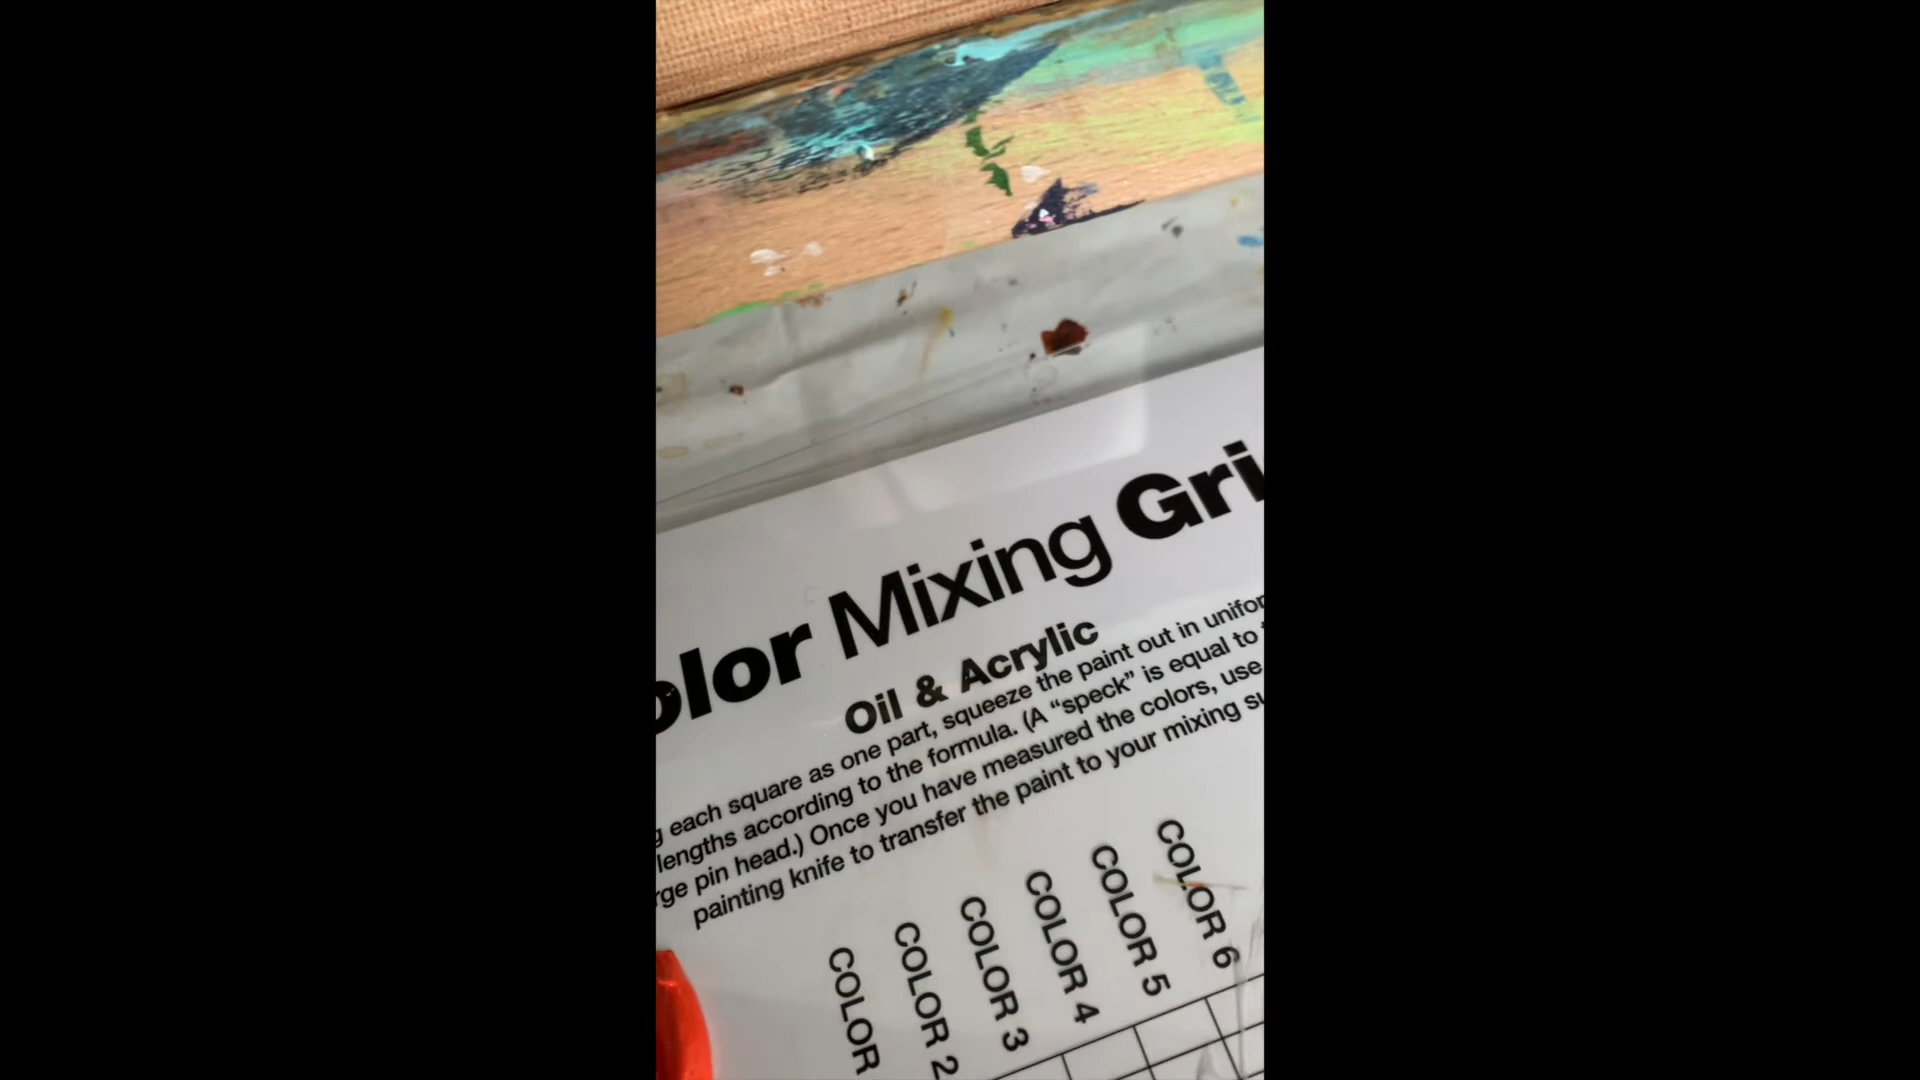 olor Mixing Gri
Oil & Acrylic
each square as one part, squeeze the paint out in unifor
lengths according to the formula. (A “speck” is equal to
rge pin head.) Once you have measured the colors, use
painting knife to transfer the paint to your mixing su
COLOR
COLOR 2
COLOR 3
COLOR 4
COLOR 5
COLOR 6